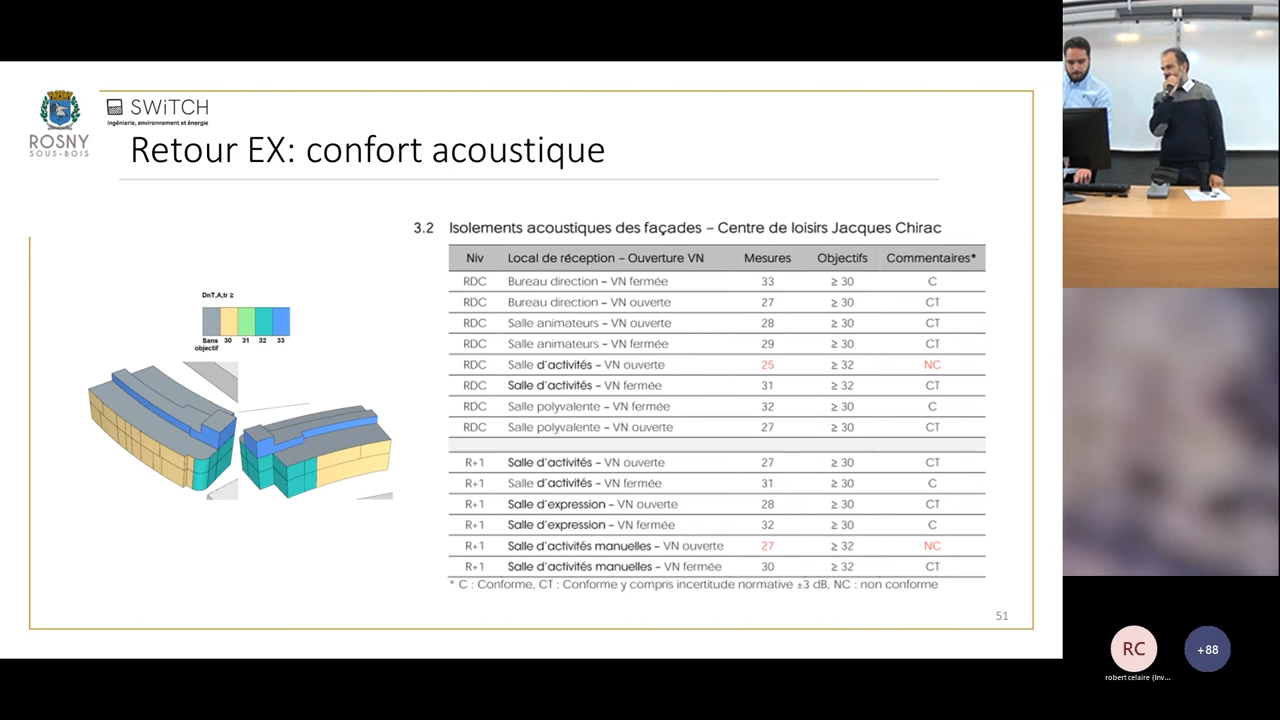 ROSNY
SOUS-BOIS
SWiTCH
ingénierie, environnement et énergie
Retour EX: confort acoustique
3.2 Isolements acoustiques des façades – Centre de loisirs Jacques Chirac
Niv Local de réception – Ouverture VN Mesures Objectifs Commentaires*
RDC Bureau direction – VN fermée 33 ≥ 30 C
RDC Bureau direction – VN ouverte 27 ≥ 30 CT
RDC Salle animateurs – VN ouverte 28 ≥ 30 CT
RDC Salle animateurs – VN fermée 29 ≥ 30 CT
RDC Salle d'activités – VN ouverte 25 ≥ 32 NC
RDC Salle d'activités – VN fermée 31 ≥ 32 CT
RDC Salle polyvalente – VN fermée 32 ≥ 30 C
RDC Salle polyvalente – VN ouverte 27 ≥ 30 CT
R+1 Salle d'activités – VN ouverte 27 ≥ 30 CT
R+1 Salle d'activités – VN fermée 31 ≥ 30 C
R+1 Salle d'expression – VN ouverte 28 ≥ 30 CT
R+1 Salle d'expression – VN fermée 32 ≥ 30 C
R+1 Salle d'activités manuelles – VN ouverte 27 ≥ 32 NC
R+1 Salle d'activités manuelles – VN fermée 30 ≥ 32 CT
* C : Conforme, CT : Conforme y compris incertitude normative ±3 dB, NC : non conforme
DnT,A,tr ≥
Sans objectif 30 31 32 33
51
RC
+88
robert celaire (Inv...